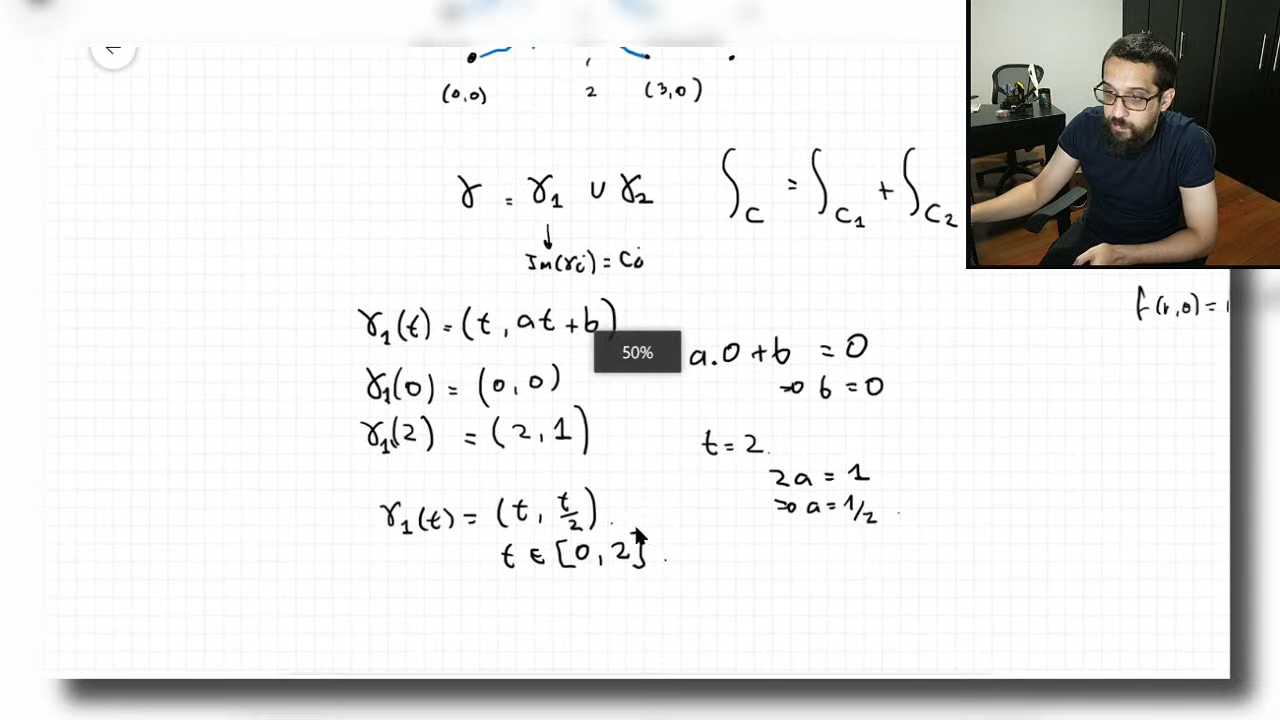 (0,0) 2 (3,0)
γ = γ1 ∪ γ2 ∫C = ∫C1 + ∫C2
↓
Im(γi) = Ci
f(r,0) =
γ1(t) = (t, at + b)
50%
a.0 + b = 0
⇒ b = 0
γ1(0) = (0,0)
γ1(2) = (2,1)
t = 2.
2a = 1
⇒ a = 1/2 .
γ1(t) = (t, t/2) .
t ∈ [0,2] .